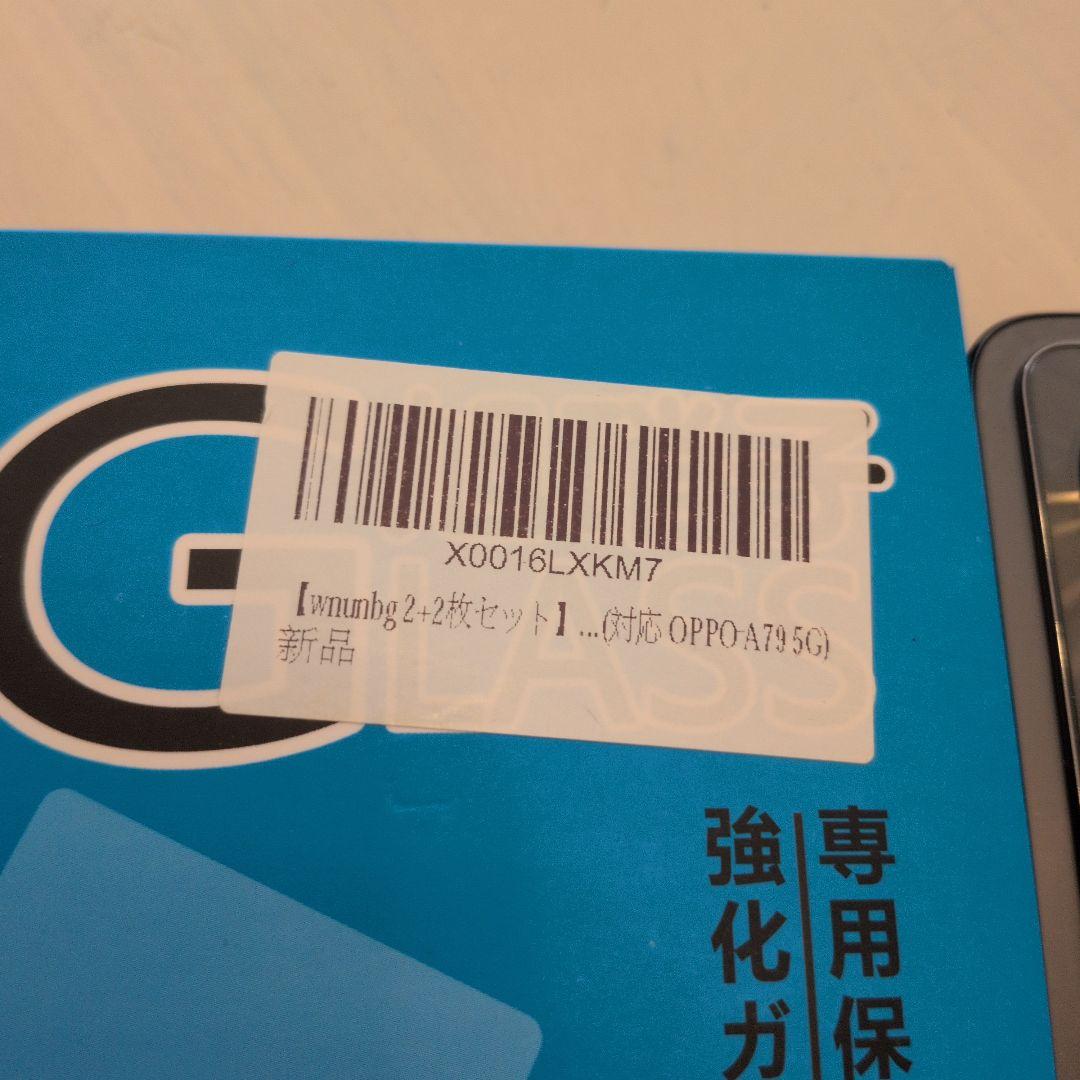 X0016LXKM7
【wnunbg 2+2枚セット】...(対応 OPPO A79 5G)
新品
GLASS
専用保
強化ガ